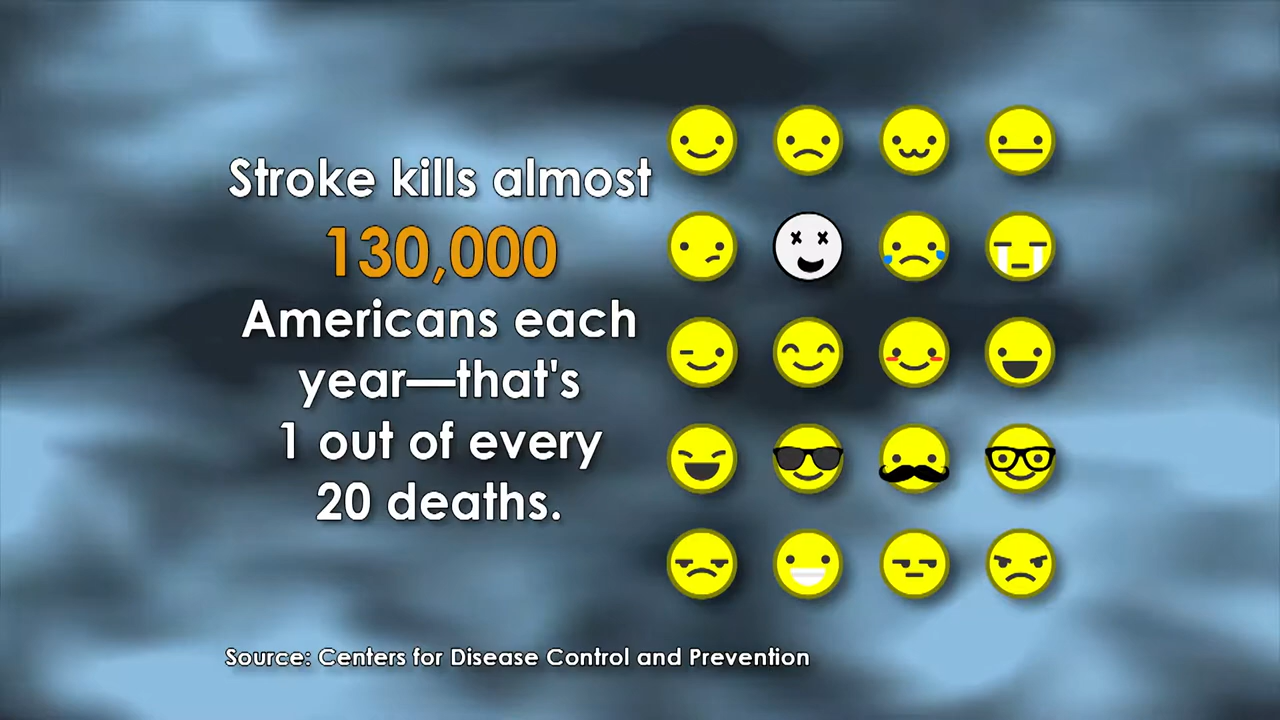 Stroke kills almost
130,000
Americans each
year—that's
1 out of every
20 deaths.
Source: Centers for Disease Control and Prevention